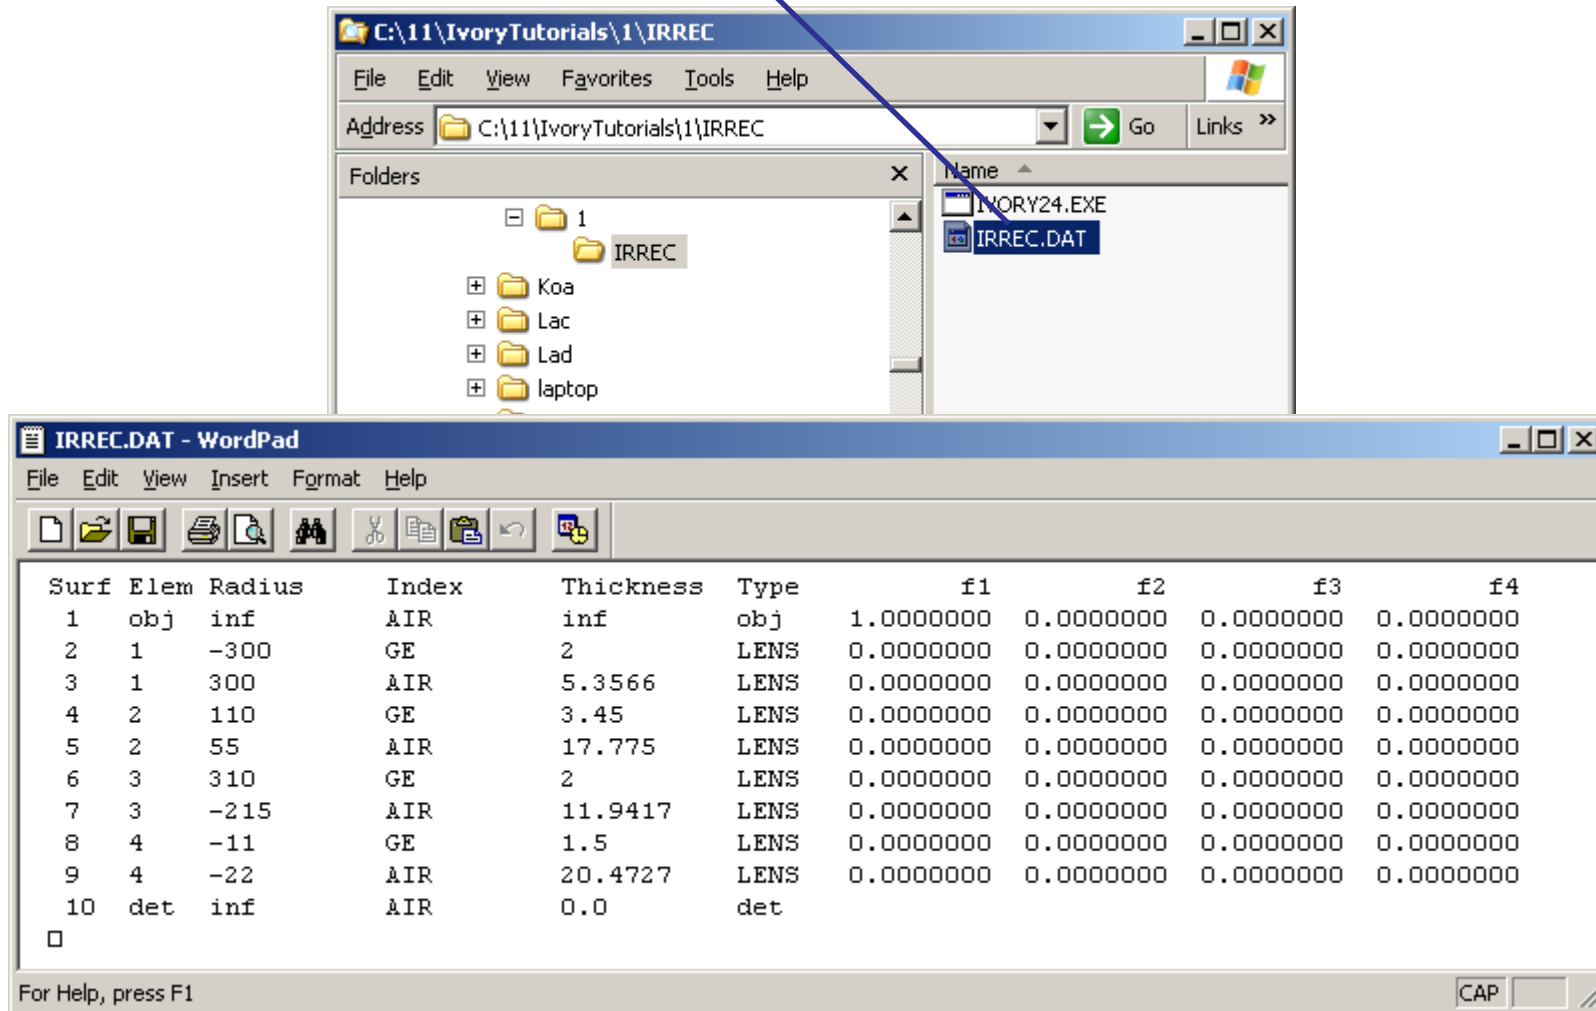 C:\11\IvoryTutorials\1\IRREC
File Edit View Favorites Tools Help
Address C:\11\IvoryTutorials\1\IRREC Go Links »
Folders
Name
1
IRREC
Koa
Lac
Lad
laptop
IVORY24.EXE
IRREC.DAT
IRREC.DAT - WordPad
File Edit View Insert Format Help
Surf Elem Radius Index Thickness Type f1 f2 f3 f4
1 obj inf AIR inf obj 1.0000000 0.0000000 0.0000000 0.0000000
2 1 -300 GE 2 LENS 0.0000000 0.0000000 0.0000000 0.0000000
3 1 300 AIR 5.3566 LENS 0.0000000 0.0000000 0.0000000 0.0000000
4 2 110 GE 3.45 LENS 0.0000000 0.0000000 0.0000000 0.0000000
5 2 55 AIR 17.775 LENS 0.0000000 0.0000000 0.0000000 0.0000000
6 3 310 GE 2 LENS 0.0000000 0.0000000 0.0000000 0.0000000
7 3 -215 AIR 11.9417 LENS 0.0000000 0.0000000 0.0000000 0.0000000
8 4 -11 GE 1.5 LENS 0.0000000 0.0000000 0.0000000 0.0000000
9 4 -22 AIR 20.4727 LENS 0.0000000 0.0000000 0.0000000 0.0000000
10 det inf AIR 0.0 det
For Help, press F1
CAP